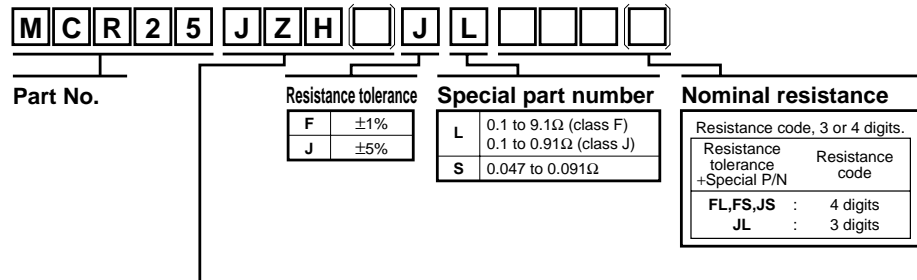 MCR25 JZH( ) J L ( )
Part No.
Resistance tolerance
F ±1%
J ±5%
Special part number
L 0.1 to 9.1Ω (class F)
0.1 to 0.91Ω (class J)
S 0.047 to 0.091Ω
Nominal resistance
Resistance code, 3 or 4 digits.
Resistance tolerance +Special P/N
Resistance code
FL,FS,JS : 4 digits
JL : 3 digits